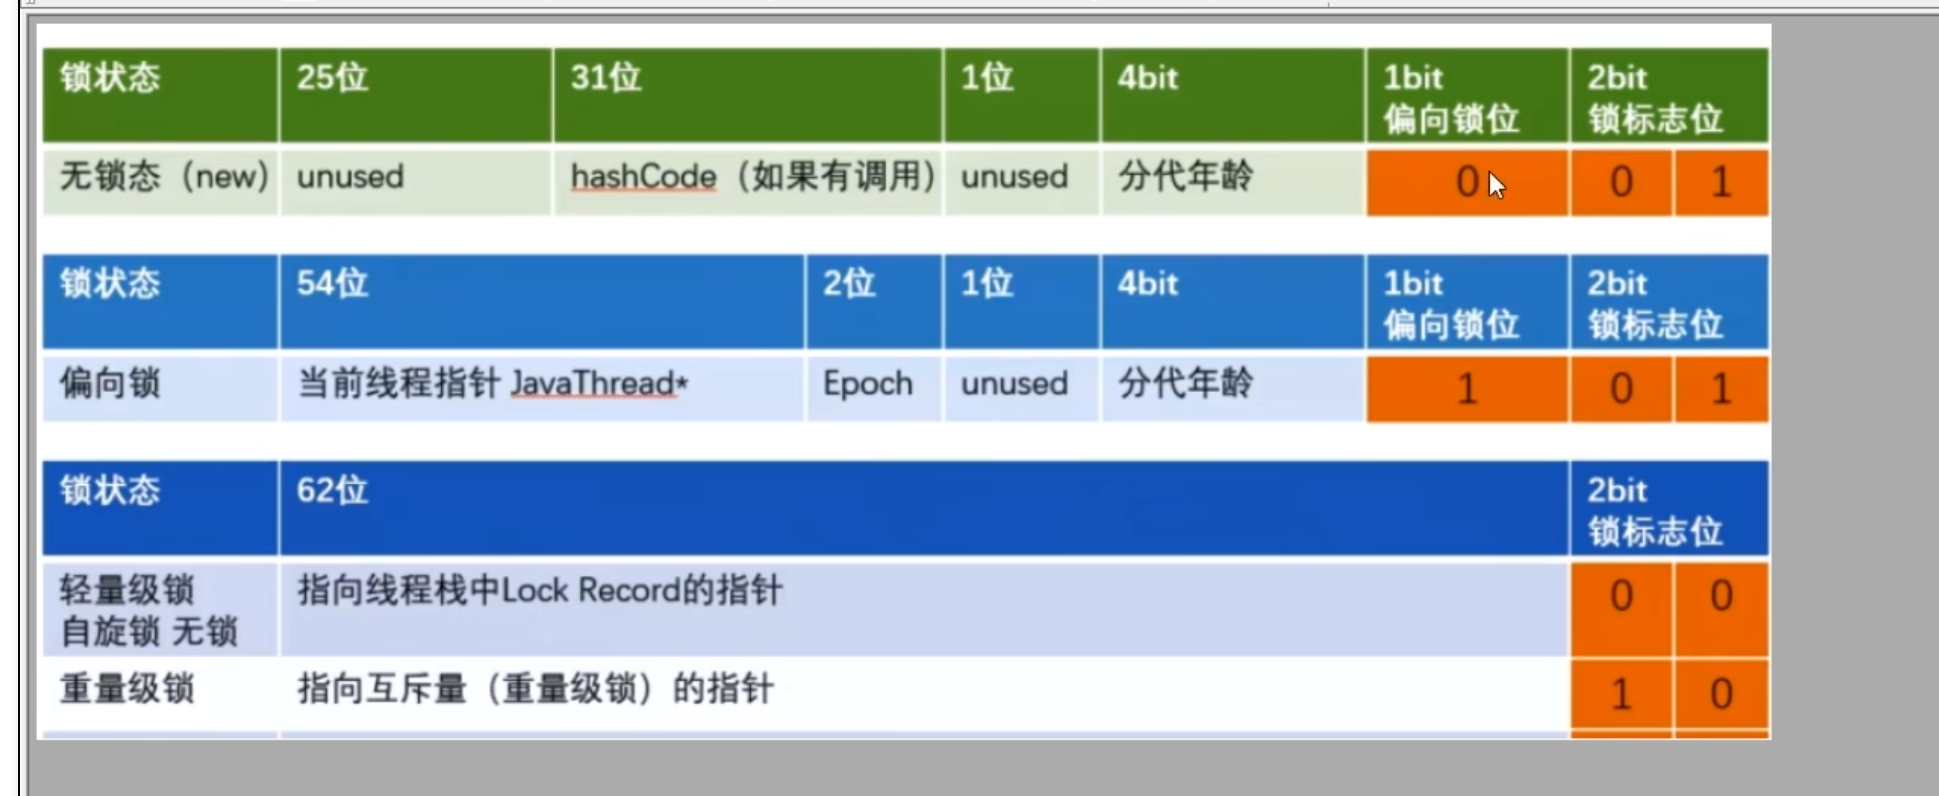 锁状态 25位 31位 1位 4bit 1bit 2bit
偏向锁位 锁标志位
无锁态（new） unused hashCode（如果有调用） unused 分代年龄 0 0 1
锁状态 54位 2位 1位 4bit 1bit 2bit
偏向锁位 锁标志位
偏向锁 当前线程指针 JavaThread* Epoch unused 分代年龄 1 0 1
锁状态 62位 2bit
锁标志位
轻量级锁 指向线程栈中Lock Record的指针 0 0
自旋锁 无锁
重量级锁 指向互斥量（重量级锁）的指针 1 0